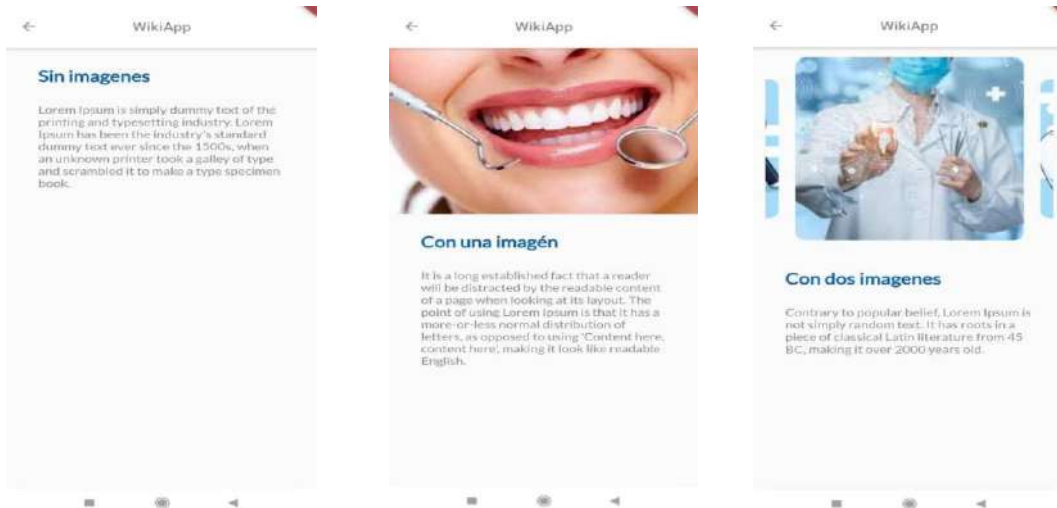 WikiApp
Sin imagenes
Lorem Ipsum is simply dummy text of the
printing and typesetting industry. Lorem
Ipsum has been the industry's standard
dummy text ever since the 1500s, when
an unknown printer took a galley of type
and scrambled it to make a type specimen
book.
WikiApp
Con una imagén
It is a long established fact that a reader
will be distracted by the readable content
of a page when looking at its layout. The
point of using Lorem Ipsum is that it has a
more-or-less normal distribution of
letters, as opposed to using 'Content here,
content here', making it look like readable
English.
WikiApp
Con dos imagenes
Contrary to popular belief, Lorem Ipsum is
not simply random text. It has roots in a
piece of classical Latin literature from 45
BC, making it over 2000 years old.